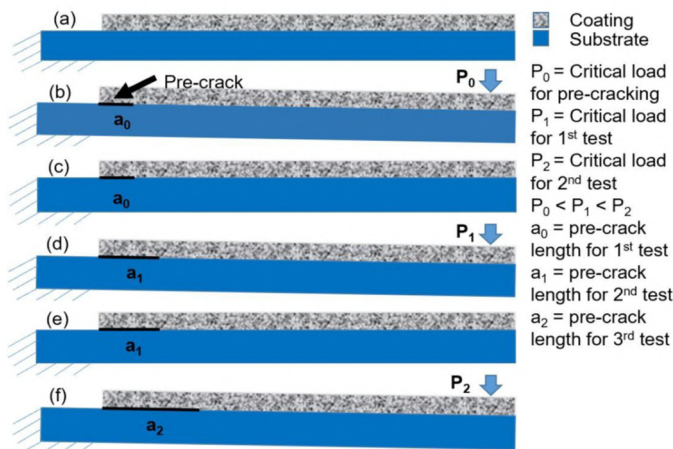 (a)
Coating
Substrate
P₀
Pre-crack
(b)
a₀
(c)
a₀
P₁
(d)
a₁
(e)
a₁
P₂
(f)
a₂
P₀ = Critical load
for pre-cracking
P₁ = Critical load
for 1st test
P₂ = Critical load
for 2nd test
P₀ < P₁ < P₂
a₀ = pre-crack
length for 1st test
a₁ = pre-crack
length for 2nd test
a₂ = pre-crack
length for 3rd test